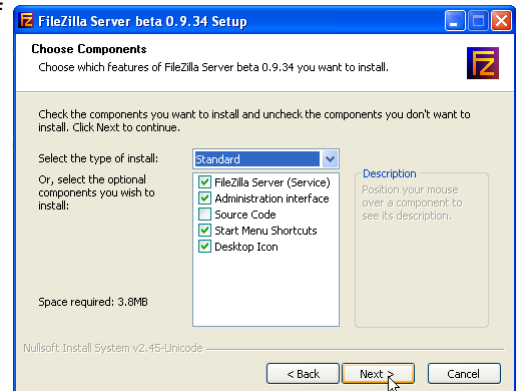 FileZilla Server beta 0.9.34 Setup
Choose Components
Choose which features of FileZilla Server beta 0.9.34 you want to install.
FZ
Check the components you want to install and uncheck the components you don't want to
install. Click Next to continue.
Select the type of install:
Standard
Or, select the optional
components you wish to
install:
FileZilla Server (Service)
Administration interface
Source Code
Start Menu Shortcuts
Desktop Icon
Description
Position your mouse
over a component to
see its description.
Space required: 3.8MB
Nullsoft Install System v2.45-Unicode
< Back
Next >
Cancel